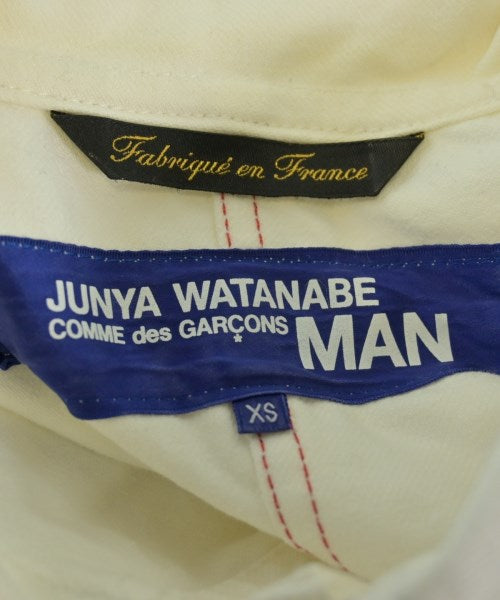 Fabriqué en France
JUNYA WATANABE
COMME des GARÇONS
*
MAN
XS